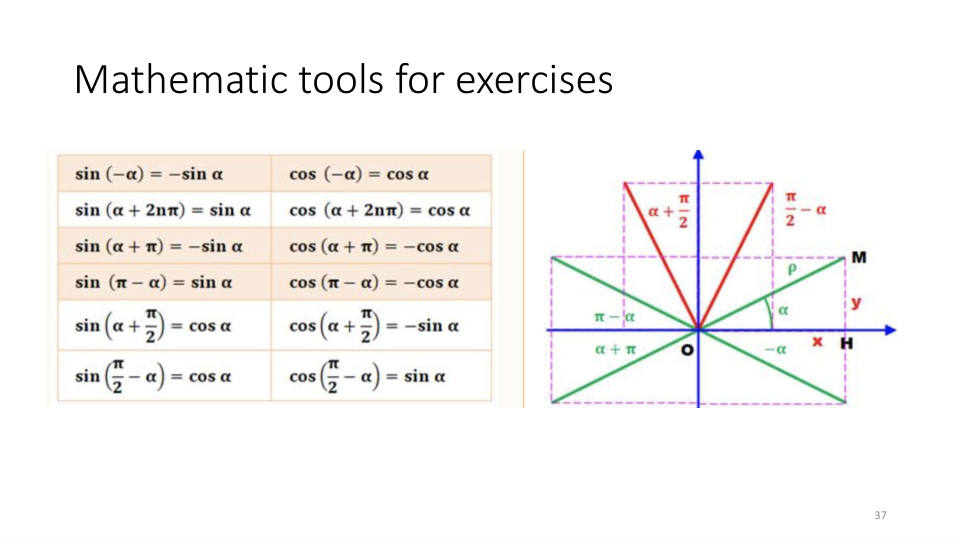 Mathematic tools for exercises
sin (−α) = −sin α	cos (−α) = cos α
sin (α + 2nπ) = sin α	cos (α + 2nπ) = cos α
sin (α + π) = −sin α	cos (α + π) = −cos α
sin (π − α) = sin α	cos (π − α) = −cos α
sin (α + π/2) = cos α	cos (α + π/2) = −sin α
sin (π/2 − α) = cos α	cos (π/2 − α) = sin α
α + π/2
π/2 − α
M
ρ
y
α
π − α
x
H
O
α + π
−α
37